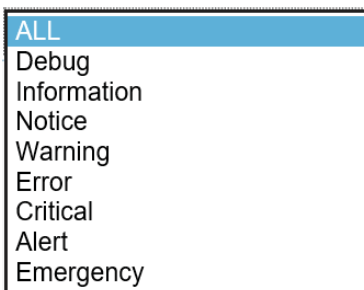 ALL
Debug
Information
Notice
Warning
Error
Critical
Alert
Emergency